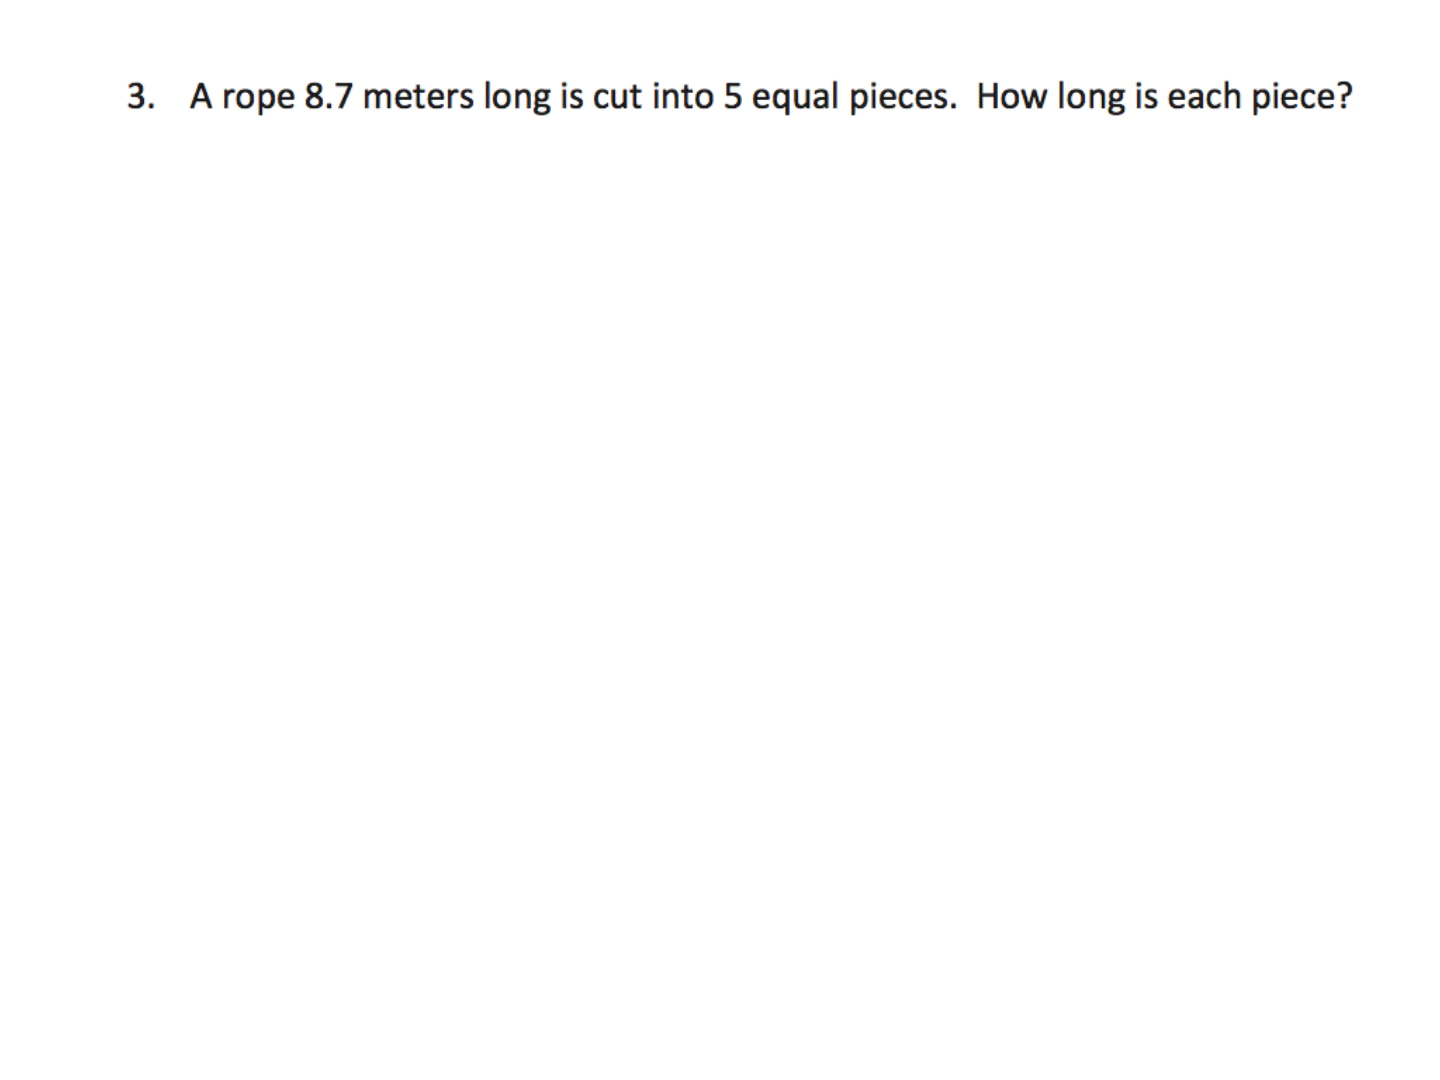 3. A rope 8.7 meters long is cut into 5 equal pieces. How long is each piece?